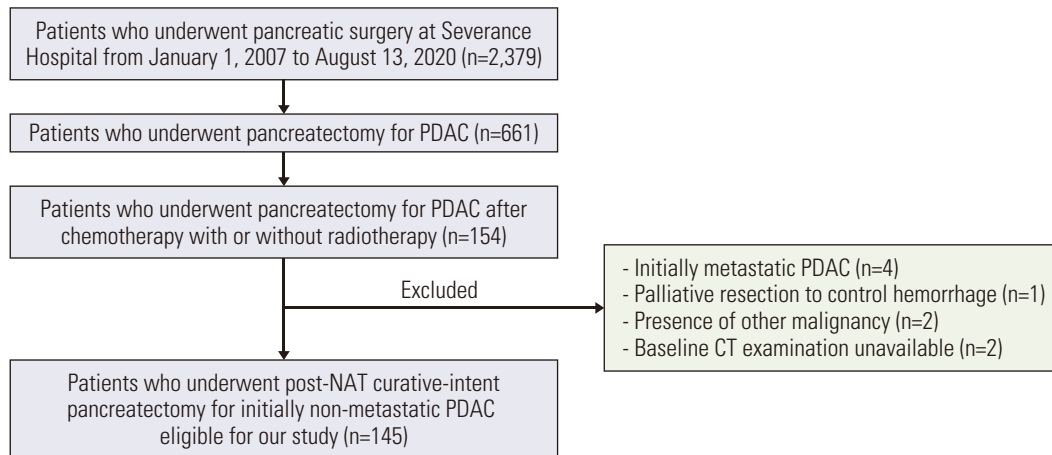 Patients who underwent pancreatic surgery at Severance
Hospital from January 1, 2007 to August 13, 2020 (n=2,379)
Patients who underwent pancreatectomy for PDAC (n=661)
Patients who underwent pancreatectomy for PDAC after
chemotherapy with or without radiotherapy (n=154)
Excluded
- Initially metastatic PDAC (n=4)
- Palliative resection to control hemorrhage (n=1)
- Presence of other malignancy (n=2)
- Baseline CT examination unavailable (n=2)
Patients who underwent post-NAT curative-intent
pancreatectomy for initially non-metastatic PDAC
eligible for our study (n=145)